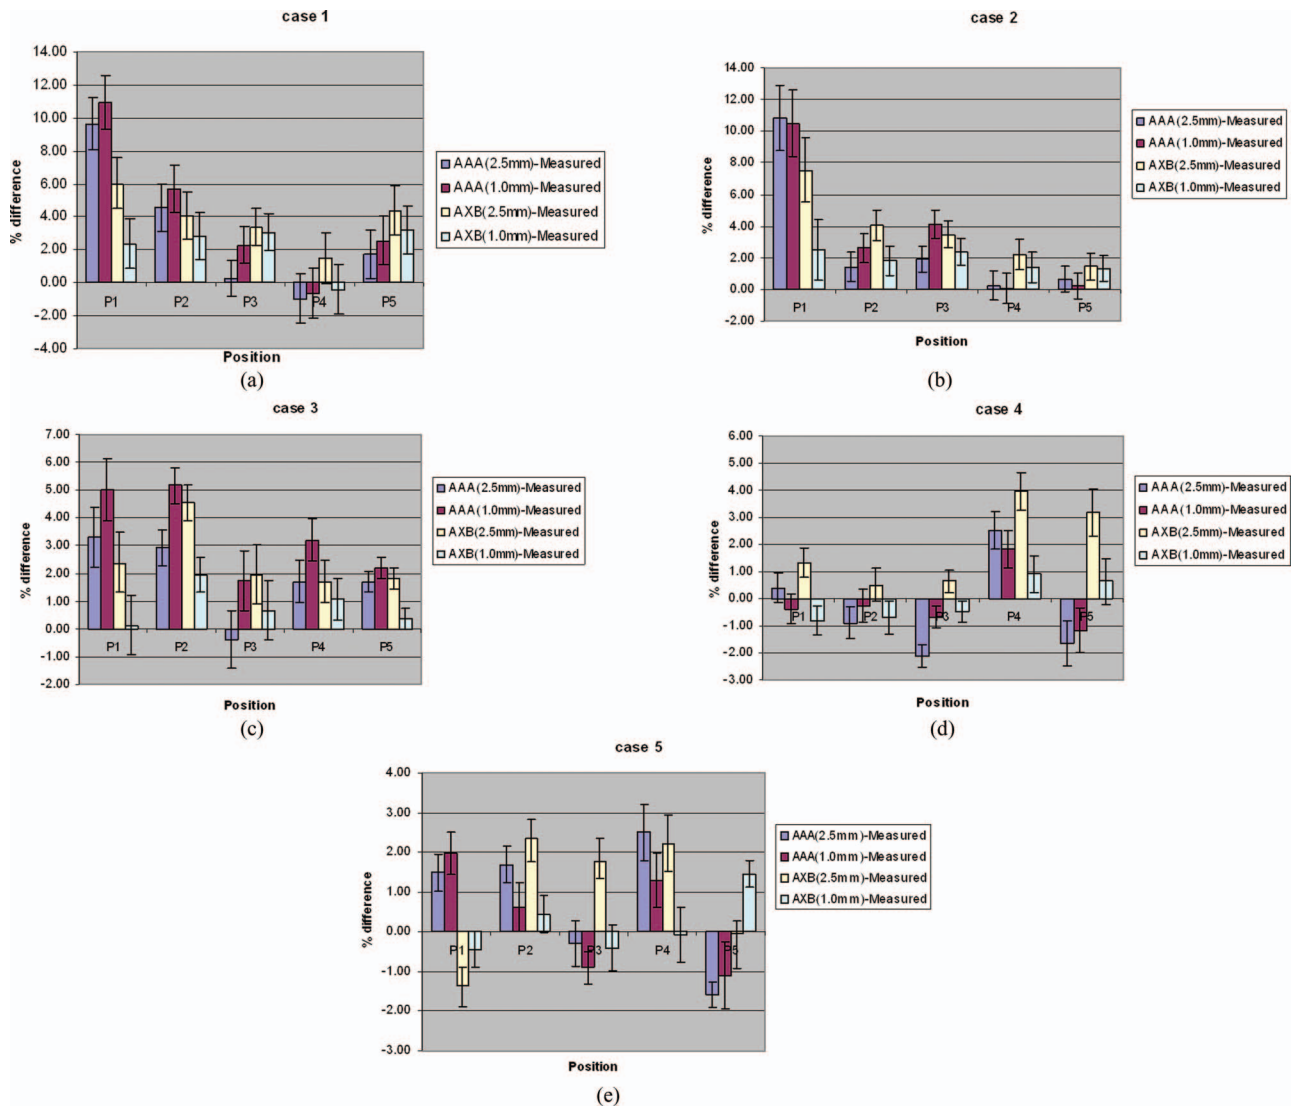 case 1
14.00
12.00
10.00
8.00
6.00
4.00
2.00
0.00
-2.00
-4.00
% difference
P1 P2 P3 P4 P5
Position
AAA(2.5mm)-Measured
AAA(1.0mm)-Measured
AXB(2.5mm)-Measured
AXB(1.0mm)-Measured
(a)
case 2
14.00
12.00
10.00
8.00
6.00
4.00
2.00
0.00
-2.00
% difference
P1 P2 P3 P4 P5
Position
AAA(2.5mm)-Measured
AAA(1.0mm)-Measured
AXB(2.5mm)-Measured
AXB(1.0mm)-Measured
(b)
case 3
7.00
6.00
5.00
4.00
3.00
2.00
1.00
0.00
-1.00
-2.00
% difference
P1 P2 P3 P4 P5
Position
AAA(2.5mm)-Measured
AAA(1.0mm)-Measured
AXB(2.5mm)-Measured
AXB(1.0mm)-Measured
(c)
case 4
6.00
5.00
4.00
3.00
2.00
1.00
0.00
-1.00
-2.00
-3.00
% difference
P1 P2 P3 P4 P5
Position
AAA(2.5mm)-Measured
AAA(1.0mm)-Measured
AXB(2.5mm)-Measured
AXB(1.0mm)-Measured
(d)
case 5
4.00
3.00
2.00
1.00
0.00
-1.00
-2.00
-3.00
% difference
P1 P2 P3 P4 P5
Position
AAA(2.5mm)-Measured
AAA(1.0mm)-Measured
AXB(2.5mm)-Measured
AXB(1.0mm)-Measured
(e)